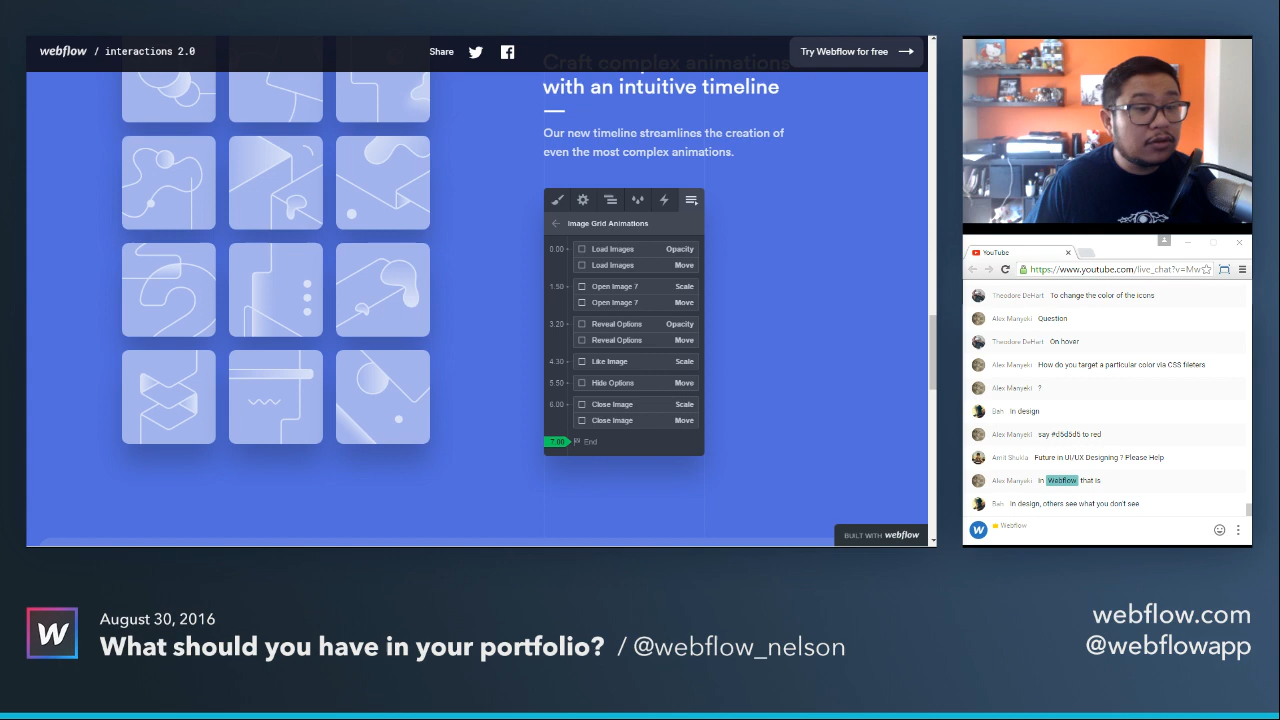 webflow / interactions 2.0
Share
Try Webflow for free
Craft complex animations
with an intuitive timeline
Our new timeline streamlines the creation of
even the most complex animations.
Image Grid Animations
0.00 Load Images Opacity
Load Images Move
1.50 Open Image 7 Scale
Open Image 7 Move
3.20 Reveal Options Opacity
Reveal Options Move
4.30 Like Image Scale
5.50 Hide Options Move
6.00 Close Image Scale
Close Image Move
7.00 End
BUILT WITH webflow
YouTube
https://www.youtube.com/live_chat?v=Mw
Theodore DeHart To change the color of the icons
Alex Manyeki Question
Theodore DeHart On hover
Alex Manyeki How do you target a particular color via CSS fileters
Alex Manyeki ?
Bah In design
Alex Manyeki say #d5d5d5 to red
Amit Shukla Future in UI/UX Designing ? Please Help
Alex Manyeki in Webflow that is
Bah In design, others see what you don't see
W Webflow
W
August 30, 2016
What should you have in your portfolio? / @webflow_nelson
webflow.com
@webflowapp